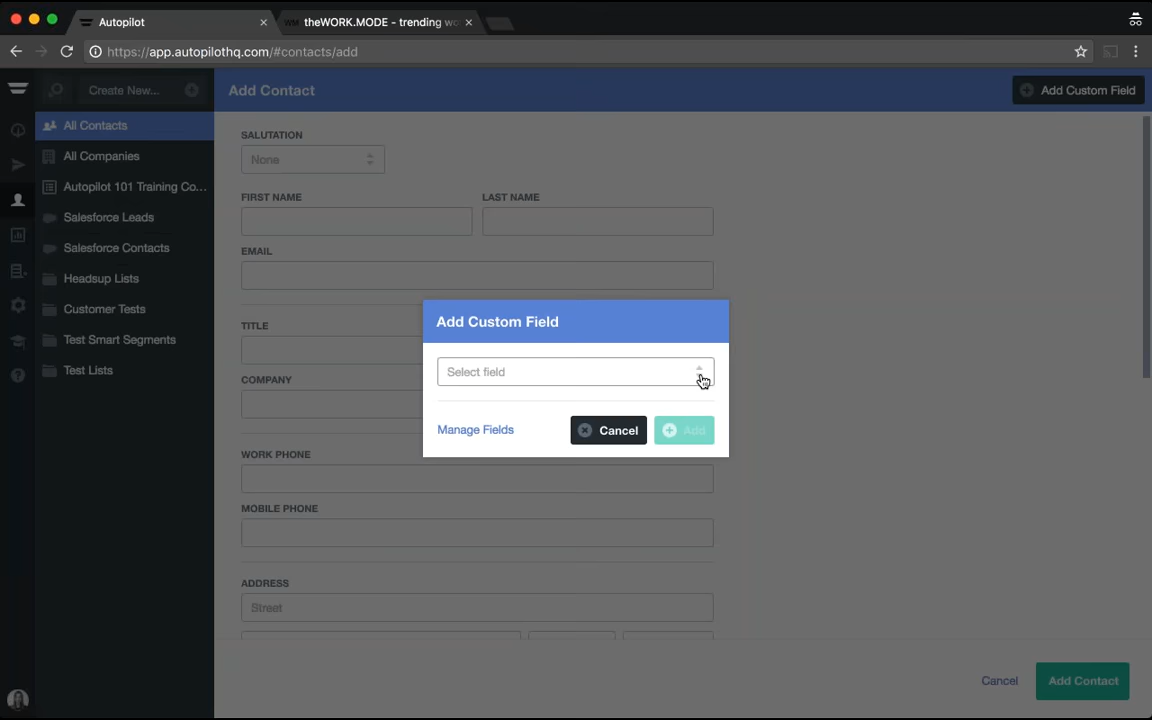 Autopilot
theWORK.MODE - trending wo
https://app.autopilothq.com/#contacts/add
Create New...
Add Contact
Add Custom Field
All Contacts
All Companies
Autopilot 101 Training Co...
Salesforce Leads
Salesforce Contacts
Headsup Lists
Customer Tests
Test Smart Segments
Test Lists
SALUTATION
None
FIRST NAME
LAST NAME
EMAIL
TITLE
COMPANY
WORK PHONE
MOBILE PHONE
ADDRESS
Street
Add Custom Field
Select field
Manage Fields
Cancel
Add
Cancel
Add Contact